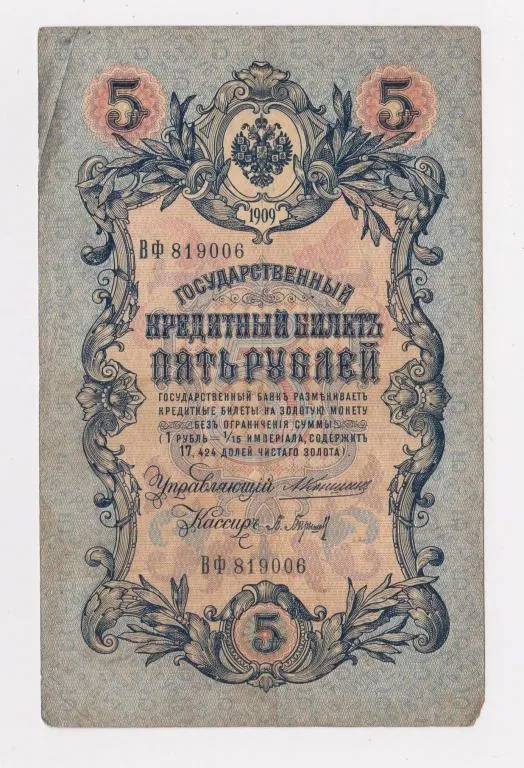 5 5
1909
ВФ 819006
ГОСУДАРСТВЕННЫЙ
КРЕДИТНЫЙ БИЛЕТЪ
ПЯТЬ РУБЛЕЙ
ГОСУДАРСТВЕННЫЙ БАНКЪ РАЗМѢНИВАЕТЪ
КРЕДИТНЫЕ БИЛЕТЫ НА ЗОЛОТУЮ МОНЕТУ
БЕЗЪ ОГРАНИЧЕНІЯ СУММЫ
(1 РУБЛЬ = 1/15 ИМПЕРІАЛА, СОДЕРЖИТЪ
17,424 ДОЛЕЙ ЧИСТАГО ЗОЛОТА).
Управляющій
Кассиръ
ВФ 819006
5